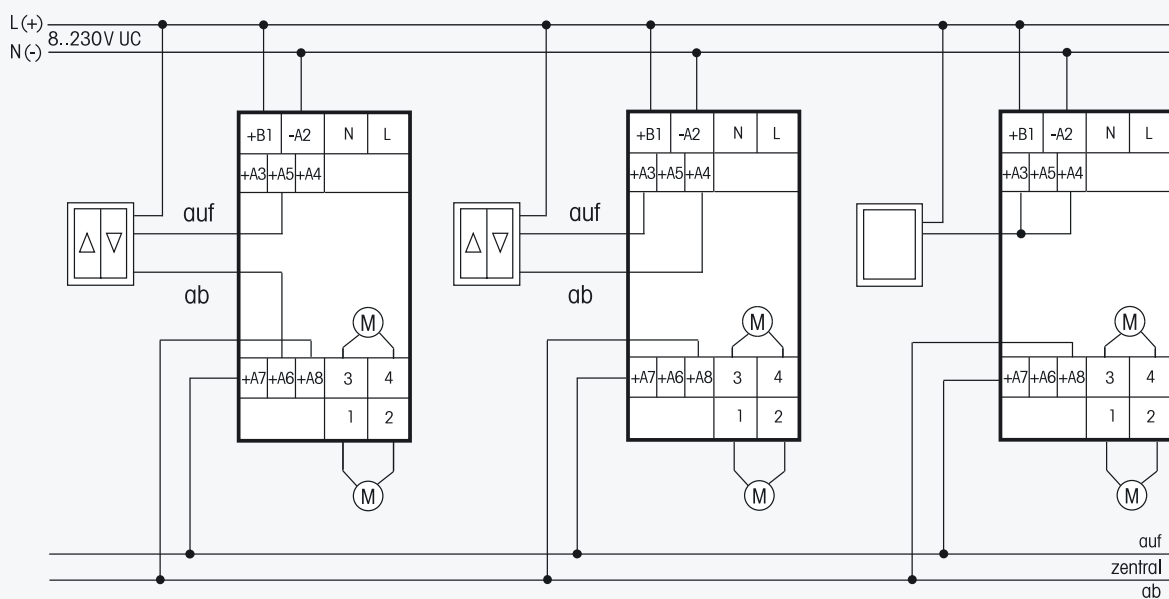 L(+)
8..230V UC
N(-)
+B1 -A2 N L
+A3 +A5 +A4
auf
ab
M
+A7 +A6 +A8 3 4
1 2
M
+B1 -A2 N L
+A3 +A5 +A4
auf
ab
M
+A7 +A6 +A8 3 4
1 2
M
+B1 -A2 N L
+A3 +A5 +A4
M
+A7 +A6 +A8 3 4
1 2
M
auf
zentral
ab